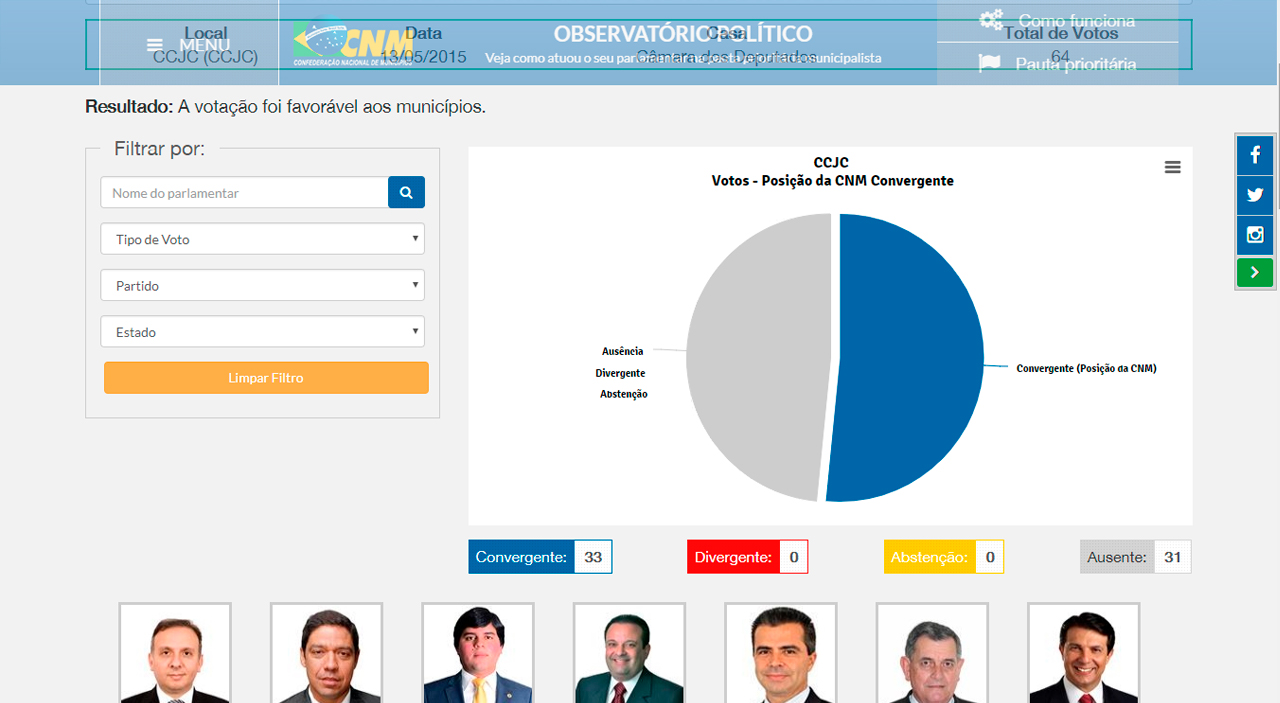 Local
Data
Casa
Total de Votos
CCJC (CCJC)
13/05/2015
Câmara dos Deputados
64
MENU
CNM
CONFEDERAÇÃO NACIONAL DE MUNICÍPIOS
OBSERVATÓRIO POLÍTICO
Veja como atuou o seu parlamentar na pasta prioritária municipalista
Como funciona
Pauta prioritária
Resultado: A votação foi favorável aos municípios.
Filtrar por:
Nome do parlamentar
Tipo de Voto
Partido
Estado
Limpar Filtro
CCJC
Votos - Posição da CNM Convergente
Ausência
Divergente
Abstenção
Convergente (Posição da CNM)
Convergente: 33
Divergente: 0
Abstenção: 0
Ausente: 31